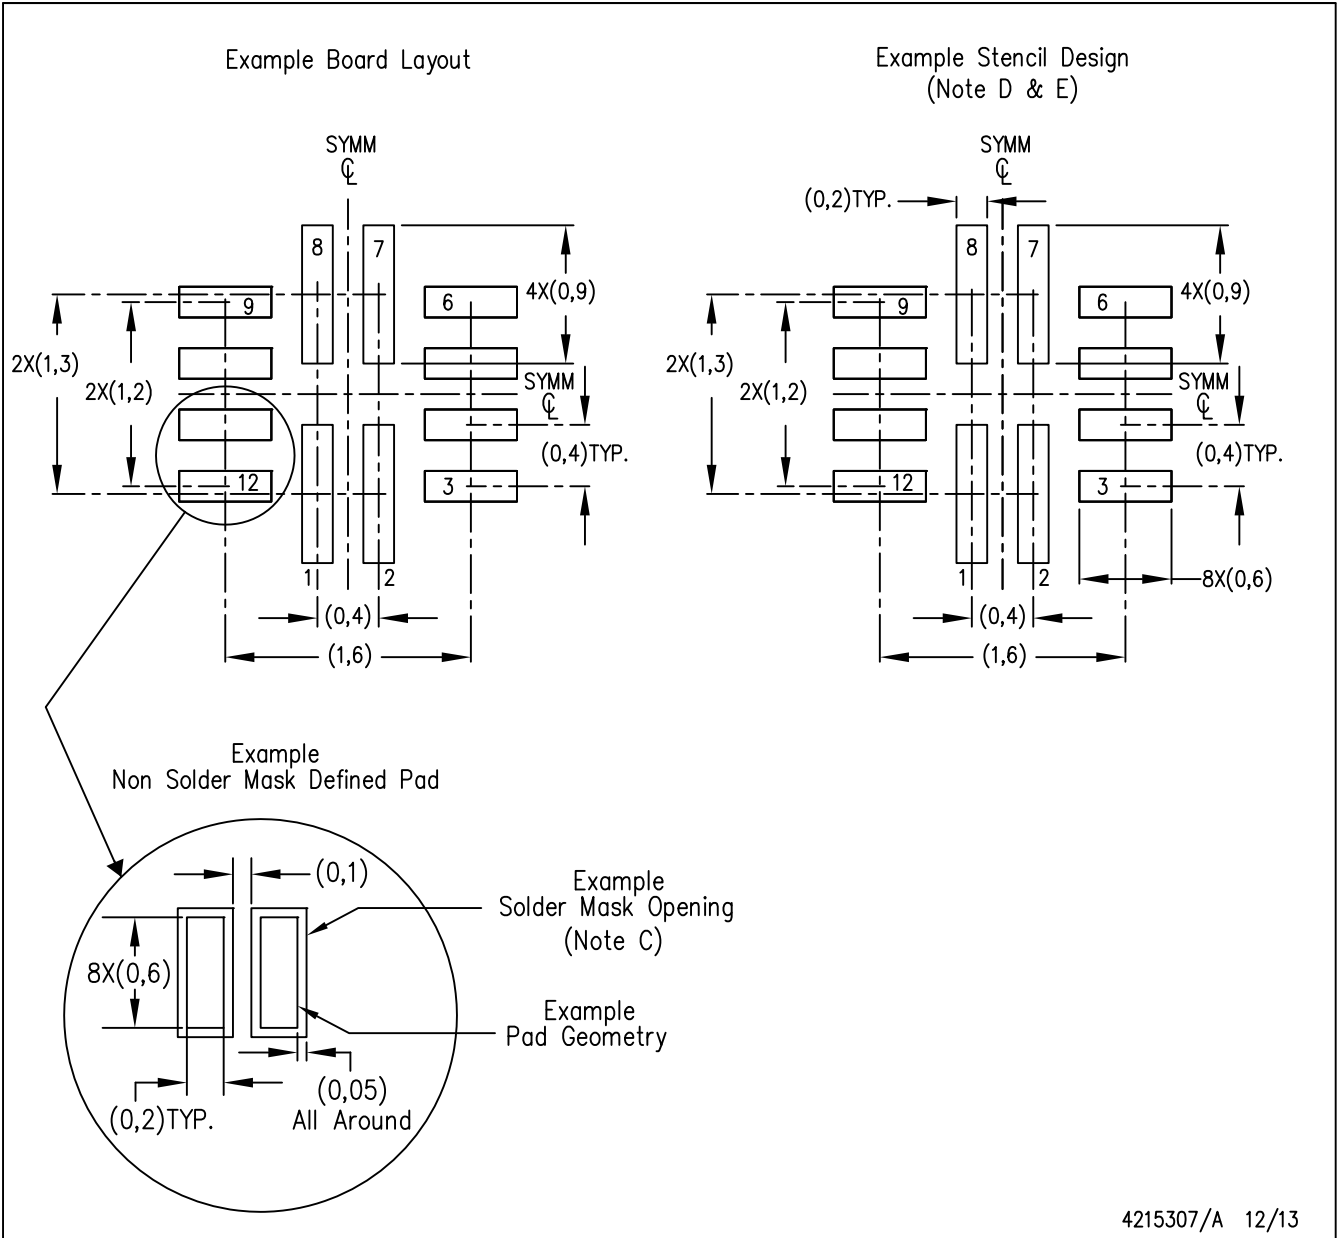 Example Board Layout
SYMM
℄
8
7
9
6
4X(0,9)
2X(1,3)
2X(1,2)
SYMM
℄
(0,4)TYP.
12
3
1
2
(0,4)
(1,6)
Example Stencil Design
(Note D & E)
SYMM
℄
(0,2)TYP.
8
7
9
6
4X(0,9)
2X(1,3)
2X(1,2)
SYMM
℄
(0,4)TYP.
12
3
1
2
8X(0,6)
(0,4)
(1,6)
Example
Non Solder Mask Defined Pad
(0,1)
Example
Solder Mask Opening
(Note C)
8X(0,6)
Example
Pad Geometry
(0,05)
All Around
(0,2)TYP.
4215307/A 12/13